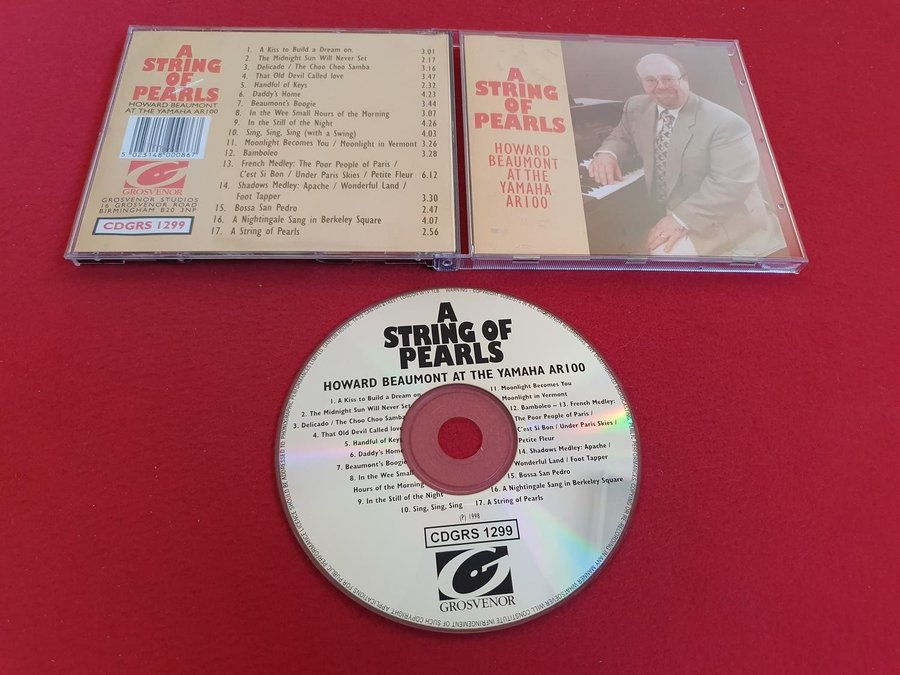 A
STRING
OF
PEARLS
HOWARD BEAUMONT
AT THE YAMAHA AR100
5 023148 000867
GROSVENOR
GROSVENOR STUDIOS
16 GROSVENOR ROAD
BIRMINGHAM B20 3NP
CDGRS 1299
1. A Kiss to Build a Dream on. 3.01
2. The Midnight Sun Will Never Set 2.17
3. Delicado / The Choo Choo Samba 3.16
4. That Old Devil Called love 3.47
5. Handful of Keys 2.32
6. Daddy's Home 4.23
7. Beaumont's Boogie 3.44
8. In the Wee Small Hours of the Morning 3.07
9. In the Still of the Night 4.26
10. Sing, Sing, Sing (with a Swing) 4.03
11. Moonlight Becomes You / Moonlight in Vermont 3.26
12. Bamboleo 3.28
13. French Medley: The Poor People of Paris /
C'est Si Bon / Under Paris Skies / Petite Fleur 6.12
14. Shadows Medley: Apache / Wonderful Land /
Foot Tapper 3.30
15. Bossa San Pedro 2.47
16. A Nightingale Sang in Berkeley Square 4.07
17. A String of Pearls 2.56
A
STRING
OF
PEARLS
HOWARD
BEAUMONT
AT THE
YAMAHA
AR100
A
STRING OF
PEARLS
HOWARD BEAUMONT AT THE YAMAHA AR100
1. A Kiss to Build a Dream on
2. The Midnight Sun Will Never Set
3. Delicado / The Choo Choo Samba
4. That Old Devil Called love
5. Handful of Keys
6. Daddy's Home
7. Beaumont's Boogie
8. In the Wee Small
Hours of the Morning
9. In the Still of the Night
10. Sing, Sing, Sing
11. Moonlight Becomes You
Moonlight in Vermont
12. Bamboleo – 13. French Medley:
The Poor People of Paris /
C'est Si Bon / Under Paris Skies /
Petite Fleur
14. Shadows Medley: Apache /
Wonderful Land / Foot Tapper
15. Bossa San Pedro
16. A Nightingale Sang in Berkeley Square
17. A String of Pearls
(P) 1998
CDGRS 1299
GROSVENOR